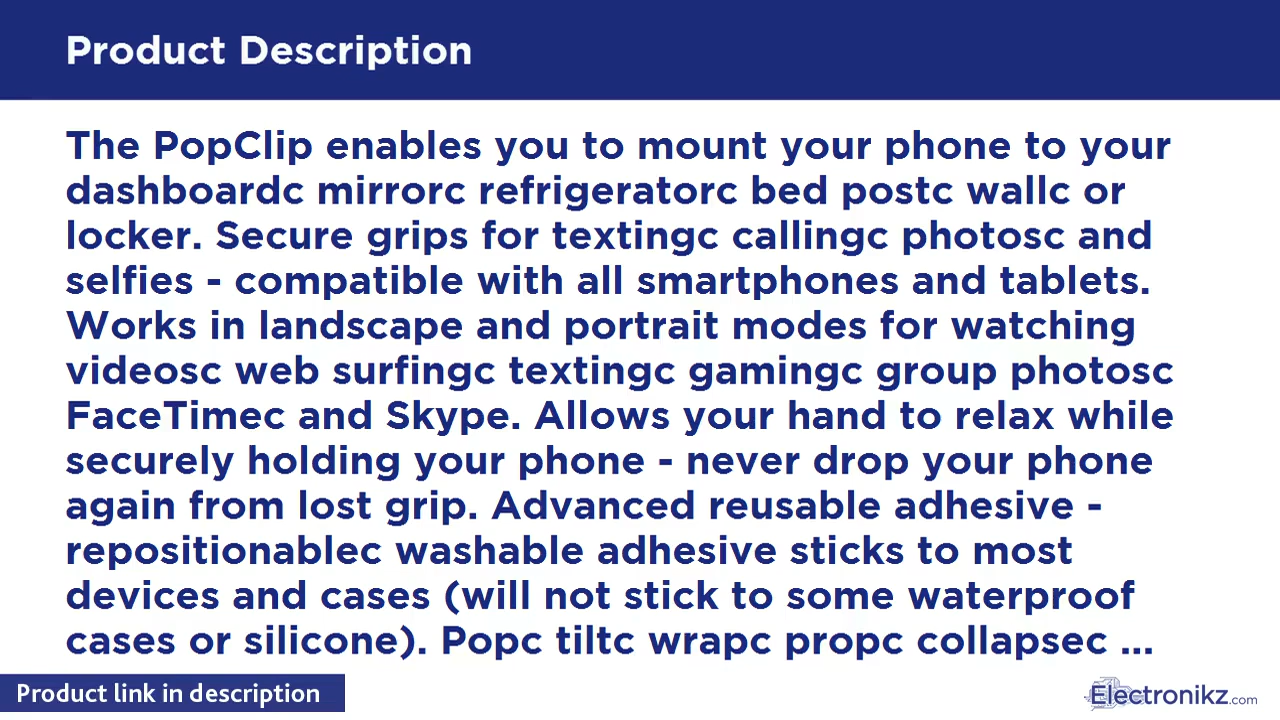 Product Description
The PopClip enables you to mount your phone to your
dashboardc mirrorc refrigeratorc bed postc wallc or
locker. Secure grips for textingc callingc photosc and
selfies - compatible with all smartphones and tablets.
Works in landscape and portrait modes for watching
videosc web surfingc textingc gamingc group photosc
FaceTimec and Skype. Allows your hand to relax while
securely holding your phone - never drop your phone
again from lost grip. Advanced reusable adhesive -
repositionablec washable adhesive sticks to most
devices and cases (will not stick to some waterproof
cases or silicone). Popc tiltc wrapc propc collapsec ...
Product link in description
Electronikz.com